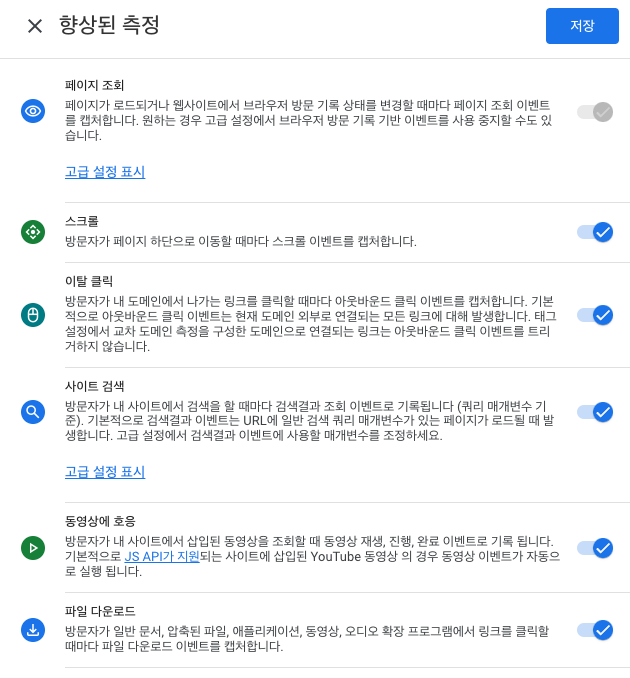 향상된 측정
저장
페이지 조회
페이지가 로드되거나 웹사이트에서 브라우저 방문 기록 상태를 변경할 때마다 페이지 조회 이벤트
를 캡처합니다. 원하는 경우 고급 설정에서 브라우저 방문 기록 기반 이벤트를 사용 중지할 수도 있
습니다.
고급 설정 표시
스크롤
방문자가 페이지 하단으로 이동할 때마다 스크롤 이벤트를 캡처합니다.
이탈 클릭
방문자가 내 도메인에서 나가는 링크를 클릭할 때마다 아웃바운드 클릭 이벤트를 캡처합니다. 기본
적으로 아웃바운드 클릭 이벤트는 현재 도메인 외부로 연결되는 모든 링크에 대해 발생합니다. 태그
설정에서 교차 도메인 측정을 구성한 도메인으로 연결되는 링크는 아웃바운드 클릭 이벤트를 트리
거하지 않습니다.
사이트 검색
방문자가 내 사이트에서 검색을 할 때마다 검색결과 조회 이벤트로 기록됩니다 (쿼리 매개변수 기
준). 기본적으로 검색결과 이벤트는 URL에 일반 검색 쿼리 매개변수가 있는 페이지가 로드될 때 발
생합니다. 고급 설정에서 검색결과 이벤트에 사용할 매개변수를 조정하세요.
고급 설정 표시
동영상에 호응
방문자가 내 사이트에서 삽입된 동영상을 조회할 때 동영상 재생, 진행, 완료 이벤트로 기록 됩니다.
기본적으로 JS API가 지원되는 사이트에 삽입된 YouTube 동영상 의 경우 동영상 이벤트가 자동으
로 실행 됩니다.
파일 다운로드
방문자가 일반 문서, 압축된 파일, 애플리케이션, 동영상, 오디오 확장 프로그램에서 링크를 클릭할
때마다 파일 다운로드 이벤트를 캡처합니다.